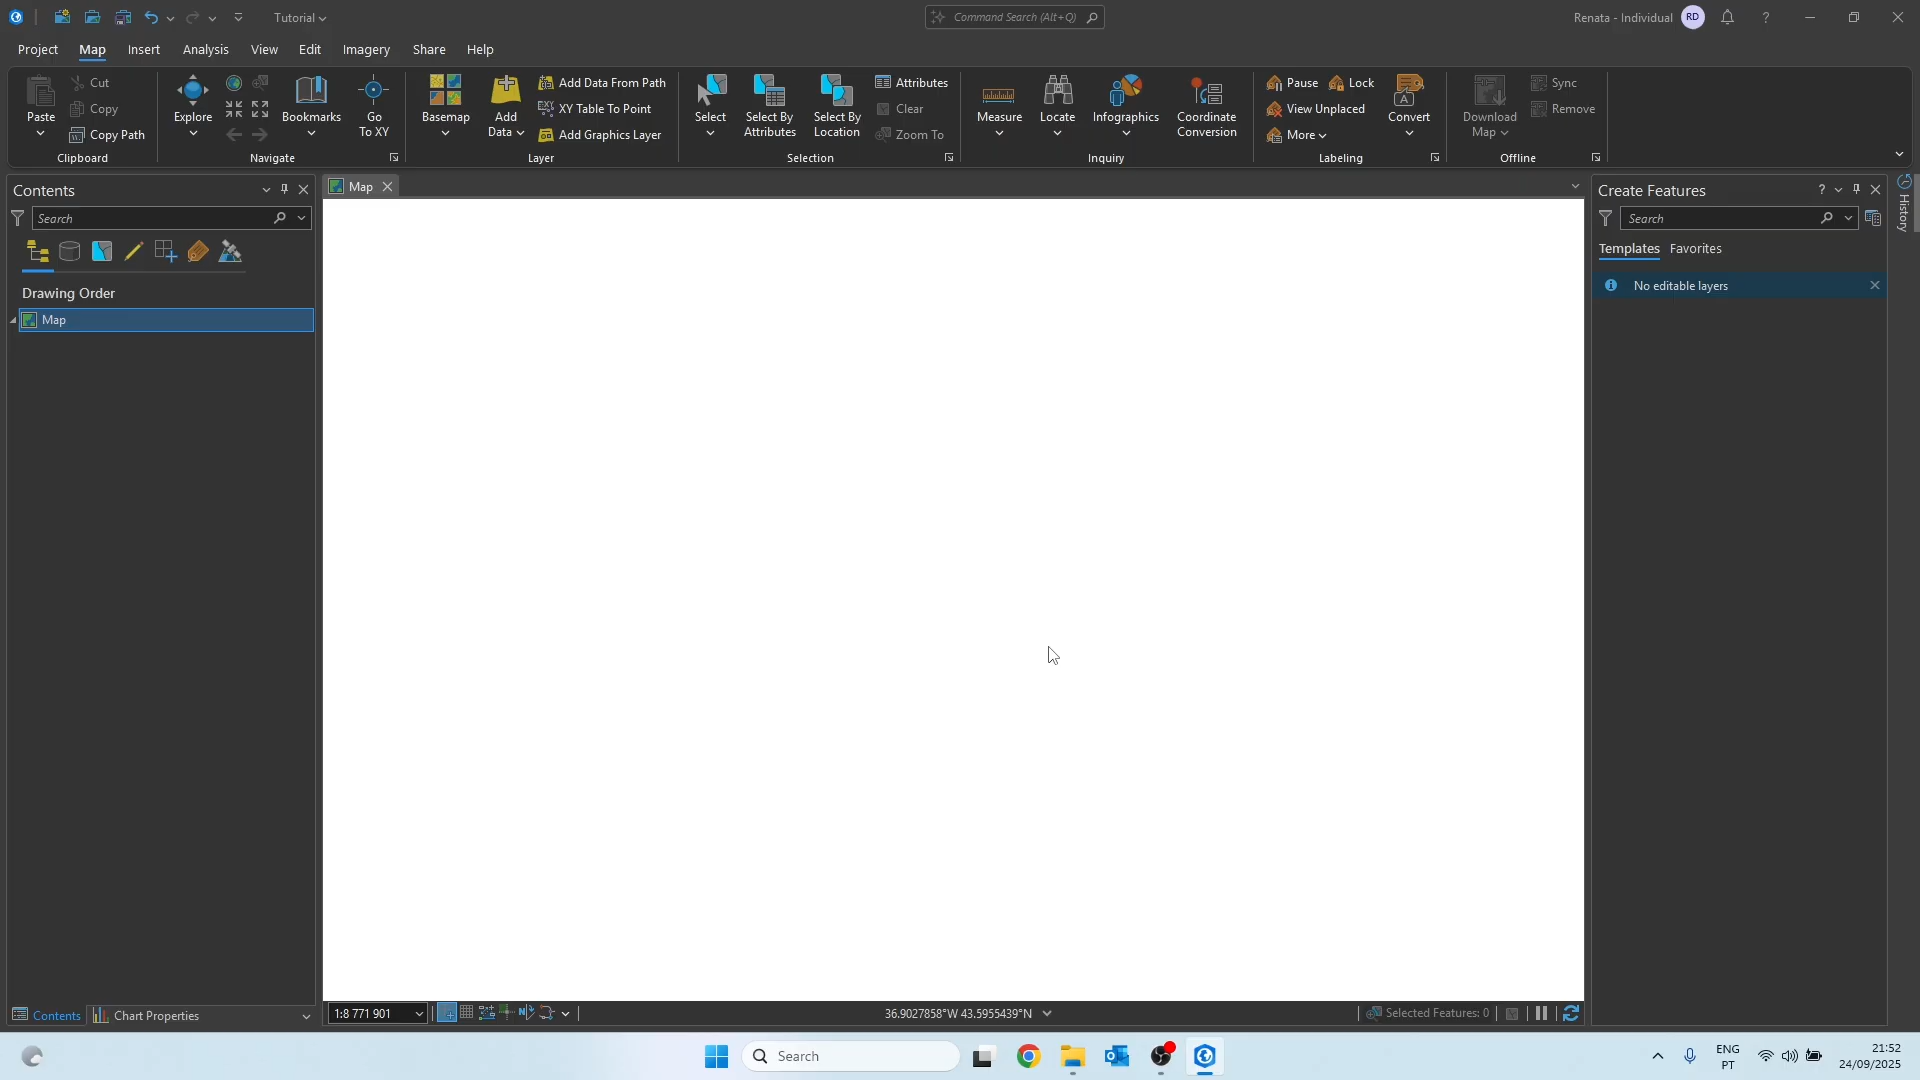 Tutorial
Command Search (Alt+Q)
Renata - Individual
RD
?
Project
Map
Insert
Analysis
View
Edit
Imagery
Share
Help
Paste
Cut
Copy
Copy Path
Clipboard
Explore
Bookmarks
Go
To XY
Navigate
Basemap
Add
Data
Add Data From Path
XY Table To Point
Add Graphics Layer
Layer
Select
Select By
Attributes
Select By
Location
Attributes
Clear
Zoom To
Selection
Measure
Locate
Infographics
Coordinate
Conversion
Inquiry
Pause
Lock
View Unplaced
More
Convert
Labeling
Download
Map
Sync
Remove
Offline
Contents
Search
Drawing Order
Map
Map
Create Features
?
Search
Templates
Favorites
No editable layers
History
Contents
Chart Properties
1:8 771 901
36.9027858°W 43.5955439°N
Selected Features: 0
Search
ENG
PT
21:52
24/09/2025